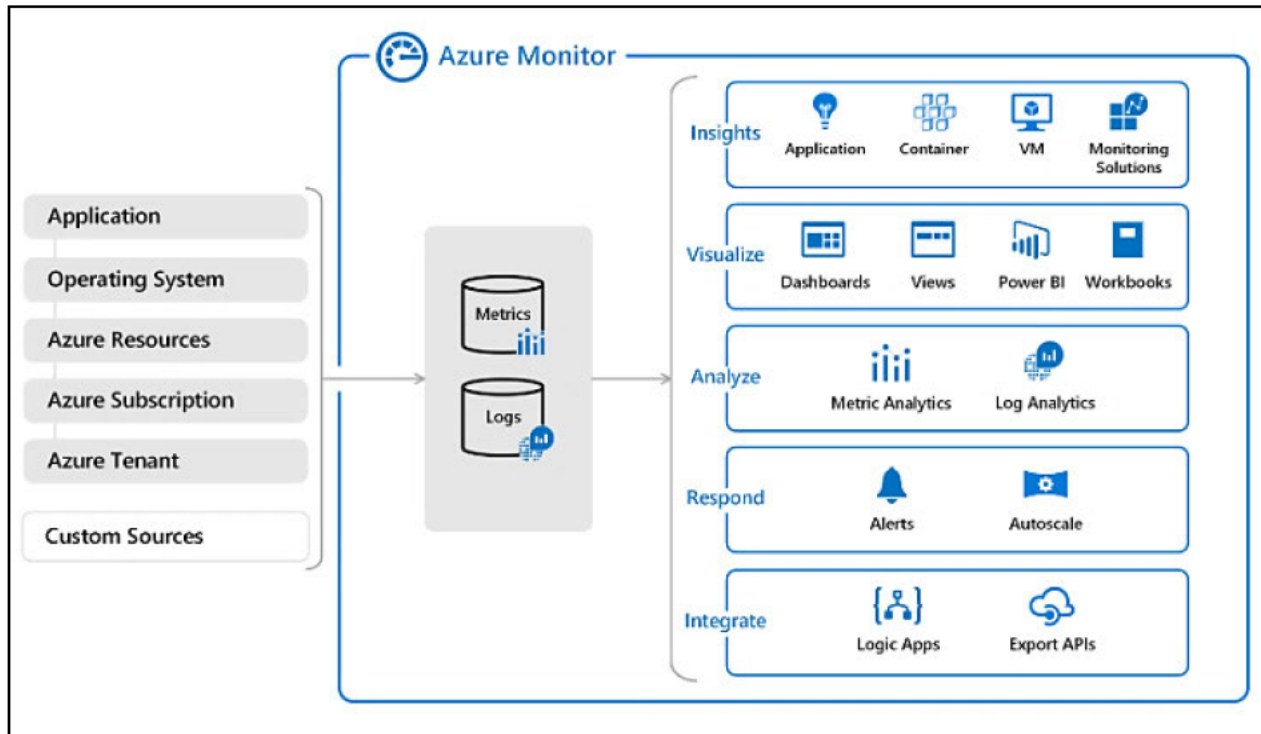 Azure Monitor
Application
Operating System
Azure Resources
Azure Subscription
Azure Tenant
Custom Sources
Metrics
Logs
Insights
Application
Container
VM
Monitoring
Solutions
Visualize
Dashboards
Views
Power BI
Workbooks
Analyze
Metric Analytics
Log Analytics
Respond
Alerts
Autoscale
Integrate
Logic Apps
Export APIs